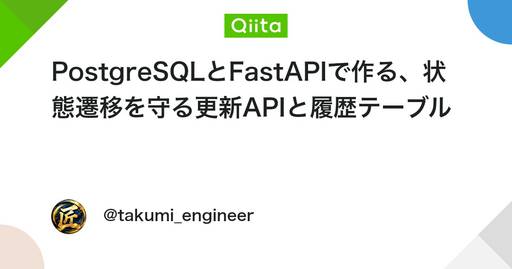 Qiita
PostgreSQLとFastAPIで作る、状
態遷移を守る更新APIと履歴テーブル
匠
@takumi_engineer